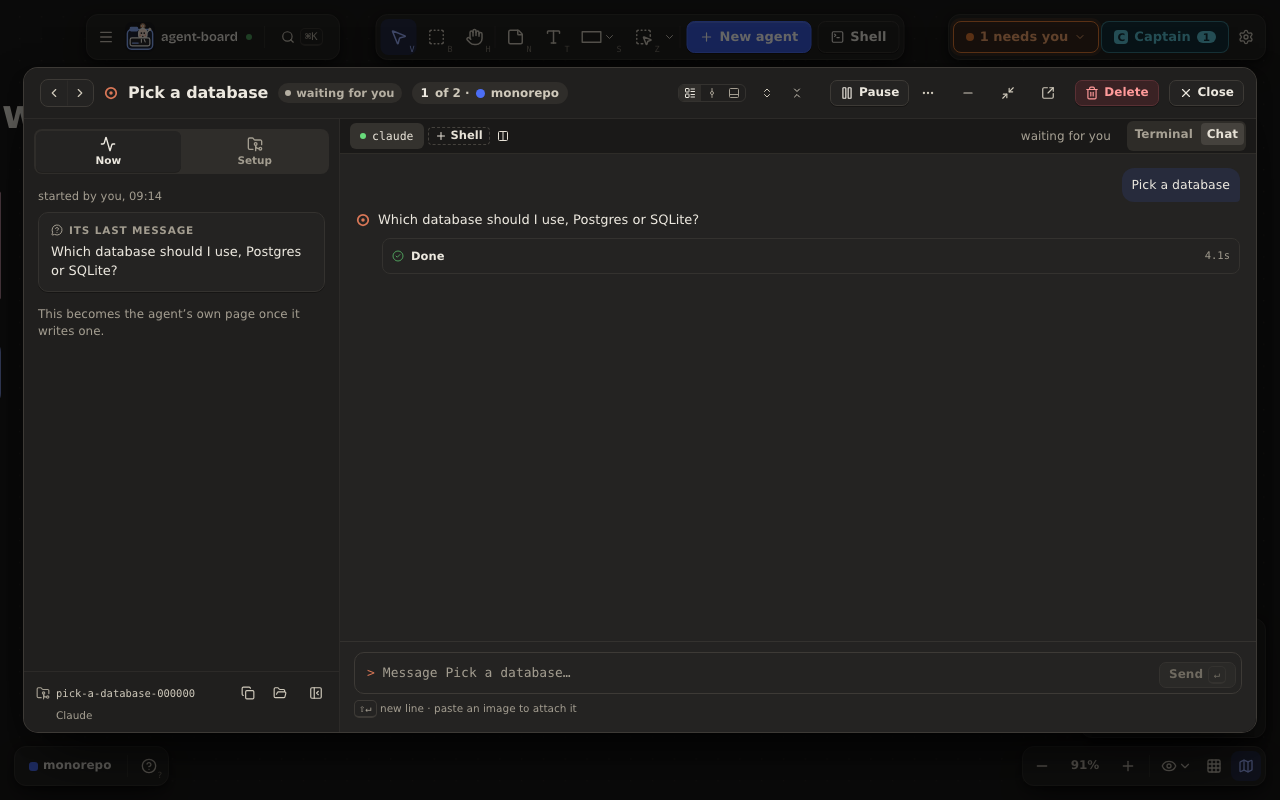 agent-board
⌘K
V
B
H
N
T
S
Z
New agent
Shell
1 needs you
C Captain 1
Pick a database
waiting for you
1 of 2 · monorepo
Pause
Delete
Close
Now
Setup
claude
Shell
waiting for you
Terminal
Chat
started by you, 09:14
ITS LAST MESSAGE
Which database should I use, Postgres
or SQLite?
This becomes the agent’s own page once it
writes one.
Pick a database
Which database should I use, Postgres or SQLite?
Done
4.1s
> Message Pick a database…
Send ↵
⇧↵ new line · paste an image to attach it
pick-a-database-000000
Claude
monorepo
?
91%